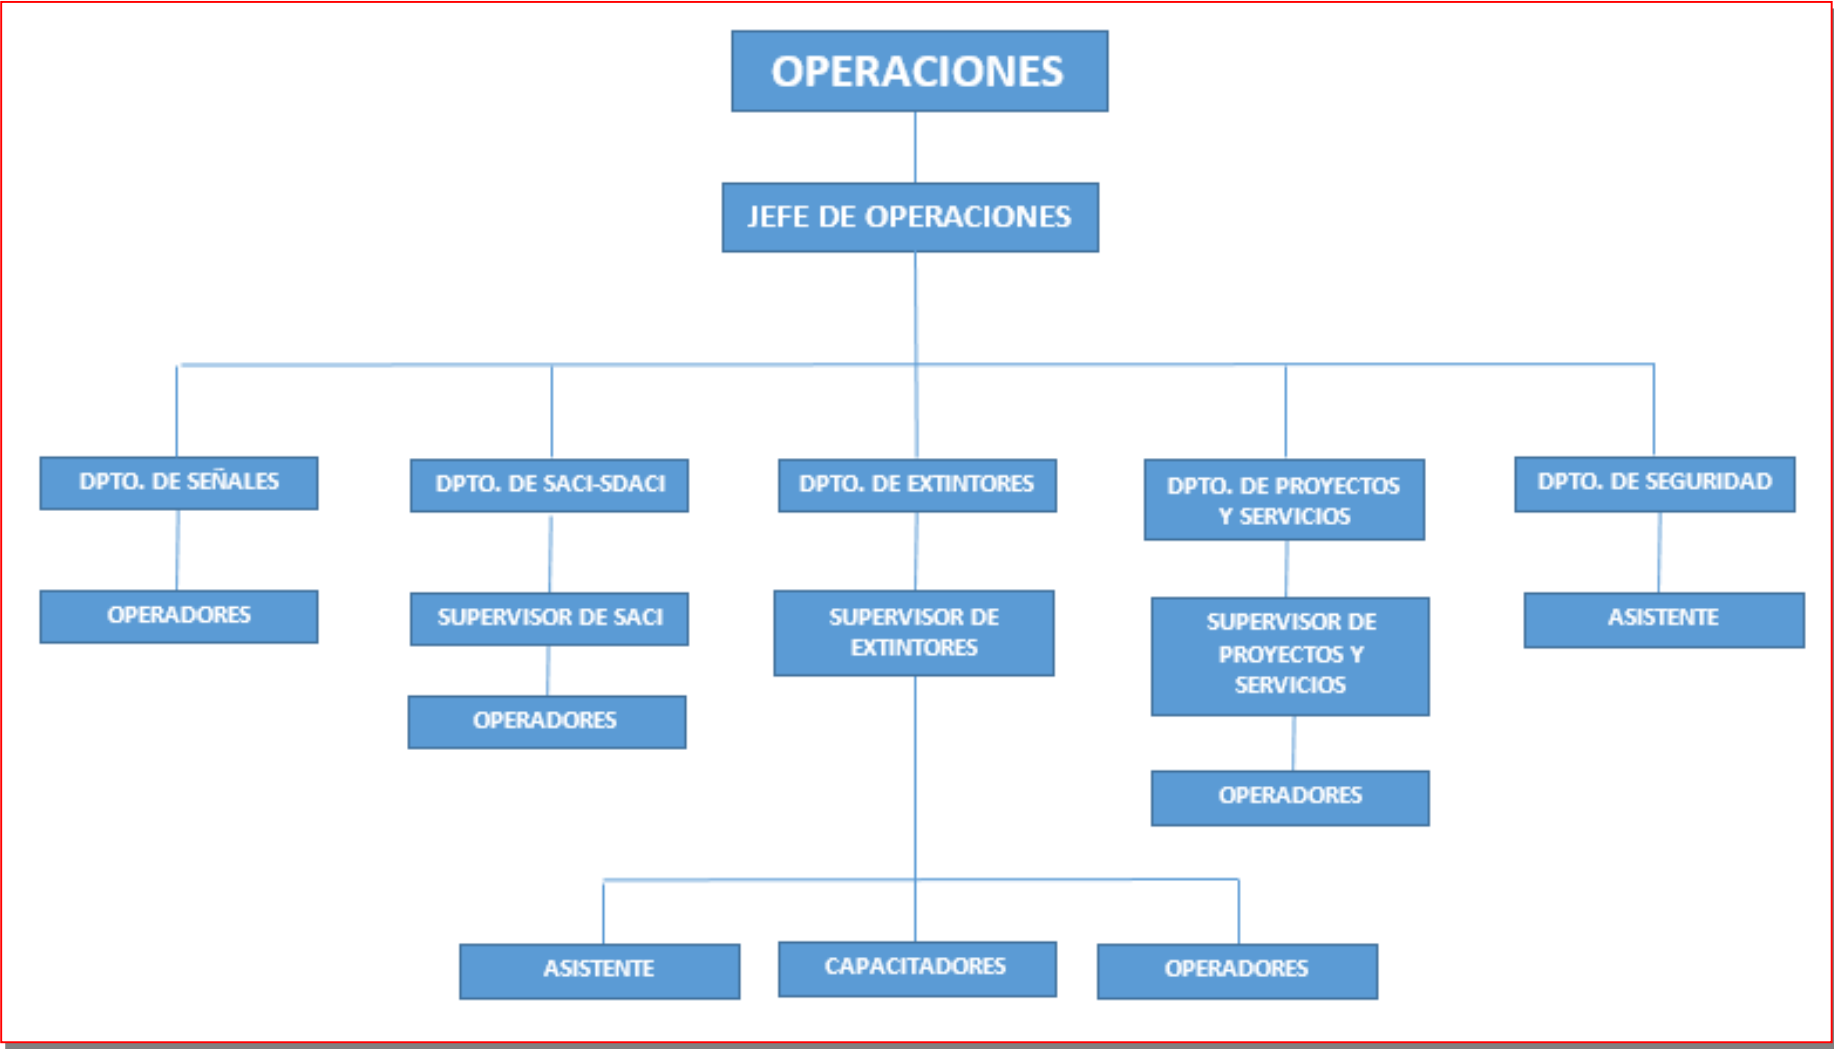 OPERACIONES
JEFE DE OPERACIONES
DPTO. DE SEÑALES
DPTO. DE SACI-SDACI
DPTO. DE EXTINTORES
DPTO. DE PROYECTOS
Y SERVICIOS
DPTO. DE SEGURIDAD
OPERADORES
SUPERVISOR DE SACI
SUPERVISOR DE
EXTINTORES
SUPERVISOR DE
PROYECTOS Y
SERVICIOS
ASISTENTE
OPERADORES
OPERADORES
ASISTENTE
CAPACITADORES
OPERADORES